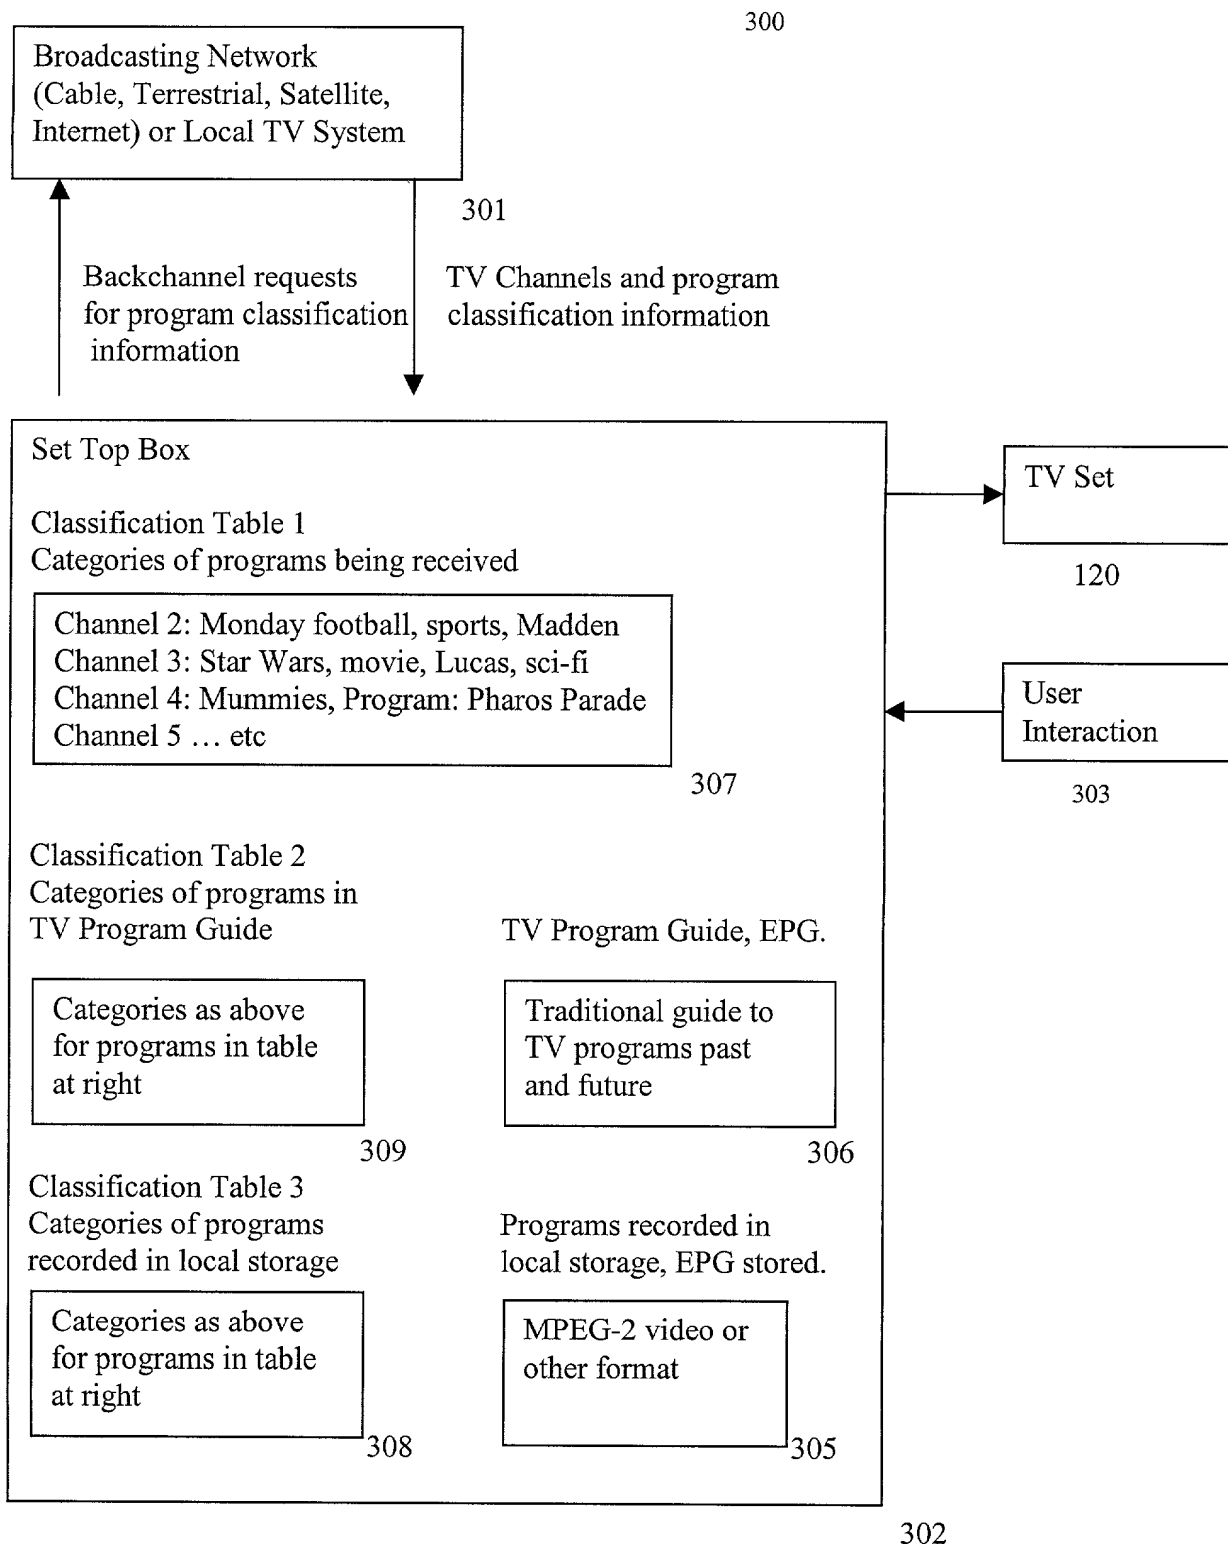 300
Broadcasting Network
(Cable, Terrestrial, Satellite,
Internet) or Local TV System
301
Backchannel requests
for program classification
information
TV Channels and program
classification information
Set Top Box
TV Set
120
Classification Table 1
Categories of programs being received
Channel 2: Monday football, sports, Madden
Channel 3: Star Wars, movie, Lucas, sci-fi
Channel 4: Mummies, Program: Pharos Parade
Channel 5 ... etc
307
User
Interaction
303
Classification Table 2
Categories of programs in
TV Program Guide
TV Program Guide, EPG.
Categories as above
for programs in table
at right
309
Traditional guide to
TV programs past
and future
306
Classification Table 3
Categories of programs
recorded in local storage
Programs recorded in
local storage, EPG stored.
Categories as above
for programs in table
at right
308
MPEG-2 video or
other format
305
302